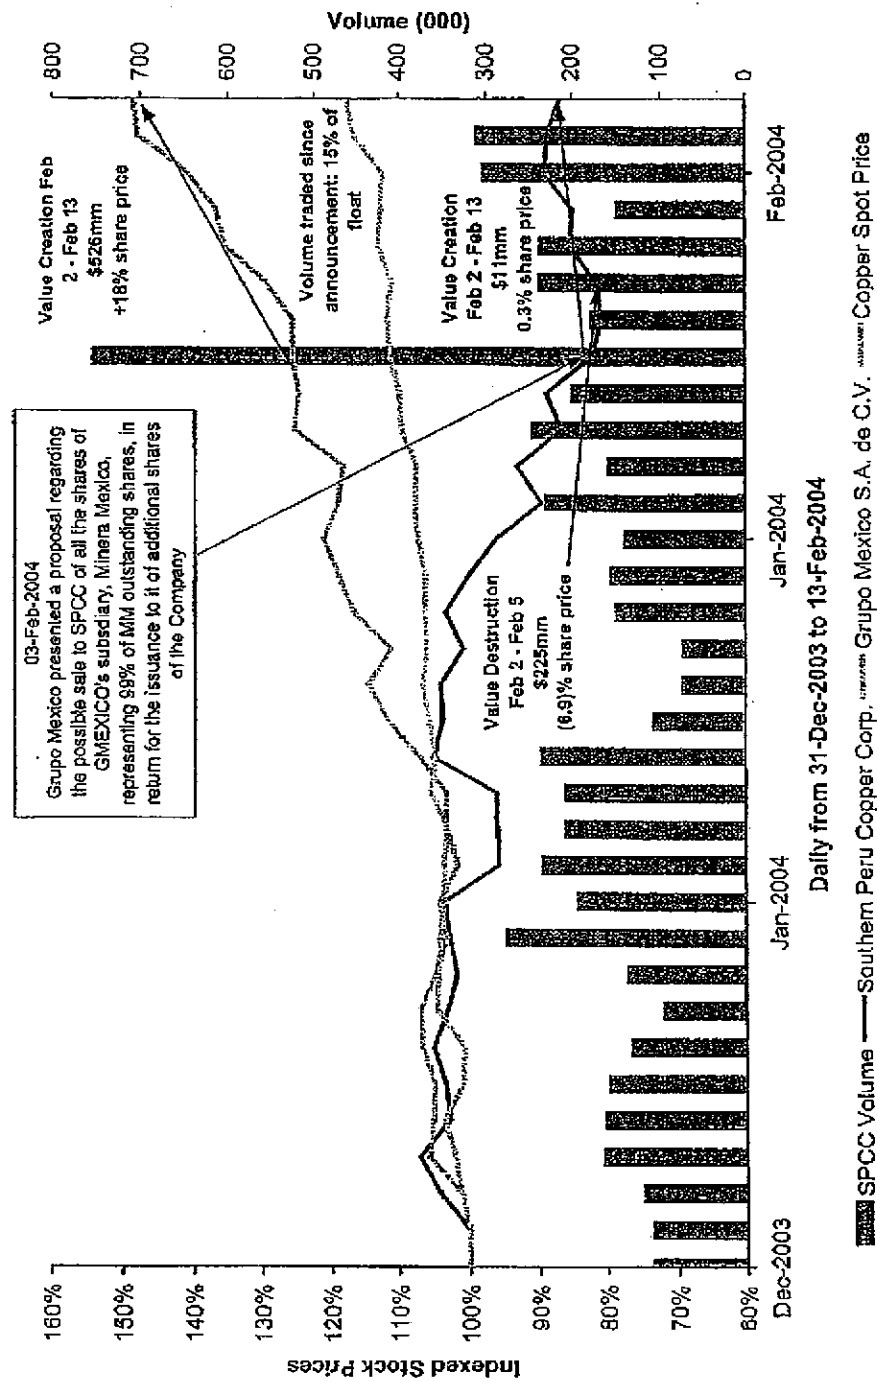 03-Feb-2004
Grupo Mexico presented a proposal regarding
the possible sale to SPCC of all the shares of
GMEXICO's subsdiary, Minera Mexico,
representing 99% of MM outstanding shares, in
return for the issuance to it of additional shares
of the Company
Value Creation Feb
2 - Feb 13
$526mm
+18% share price
Volume traded since
announcement: 15% of
float
Value Creation
Feb 2 - Feb 13
$11mm
0.3% share price
Value Destruction
Feb 2 - Feb 5
$225mm
(6.9)% share price
Indexed Stock Prices
160%
150%
140%
130%
120%
110%
100%
90%
80%
70%
60%
Volume (000)
800
700
600
500
400
300
200
100
0
Dec-2003
Jan-2004
Jan-2004
Feb-2004
Daily from 31-Dec-2003 to 13-Feb-2004
SPCC Volume Southern Peru Copper Corp. Grupo Mexico S.A. de C.V. Copper Spot Price